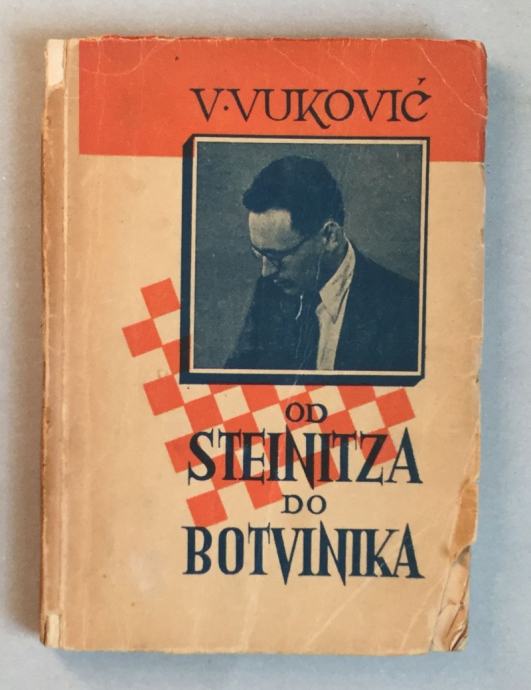 V·VUKOVIĆ
OD
STEINITZA
DO
BOTVINIKA